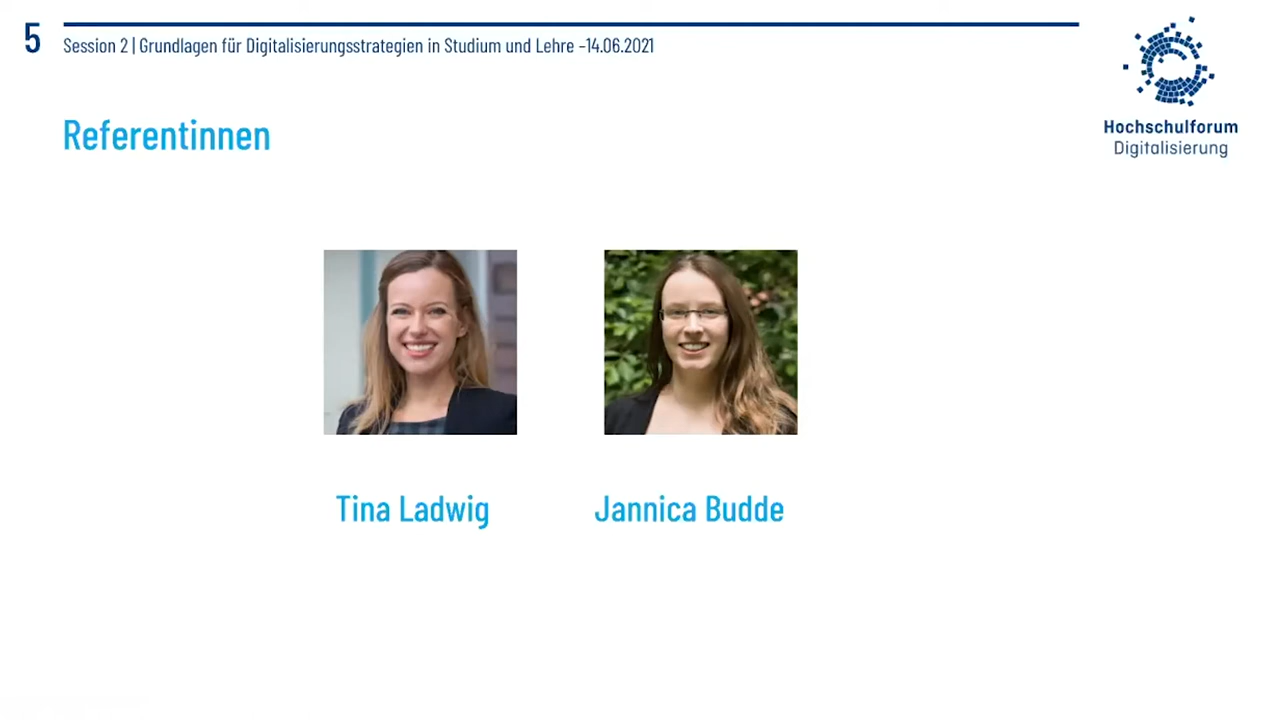 5
Session 2 | Grundlagen für Digitalisierungsstrategien in Studium und Lehre –14.06.2021
Hochschulforum
Digitalisierung
Referentinnen
Tina Ladwig
Jannica Budde